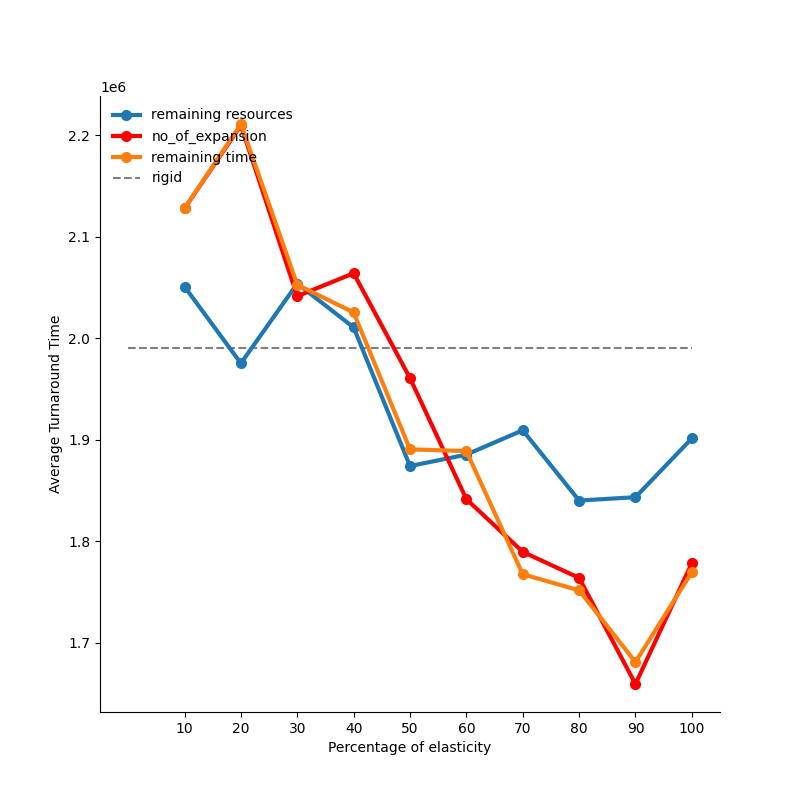 1e6
remaining resources
no_of_expansion
remaining time
rigid
2.2
2.1
2.0
1.9
1.8
1.7
Average Turnaround Time
10 20 30 40 50 60 70 80 90 100
Percentage of elasticity